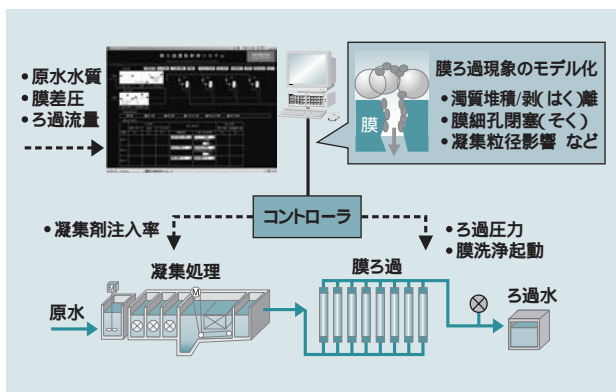 • 原水水質
• 膜差圧
• ろ過流量
膜ろ過現象のモデル化
• 濁質堆積/剥(はく)離
• 膜細孔閉塞(そく)
• 凝集粒径影響 など
膜
コントローラ
• 凝集剤注入率
• ろ過圧力
• 膜洗浄起動
凝集処理
膜ろ過
ろ過水
原水
M
M